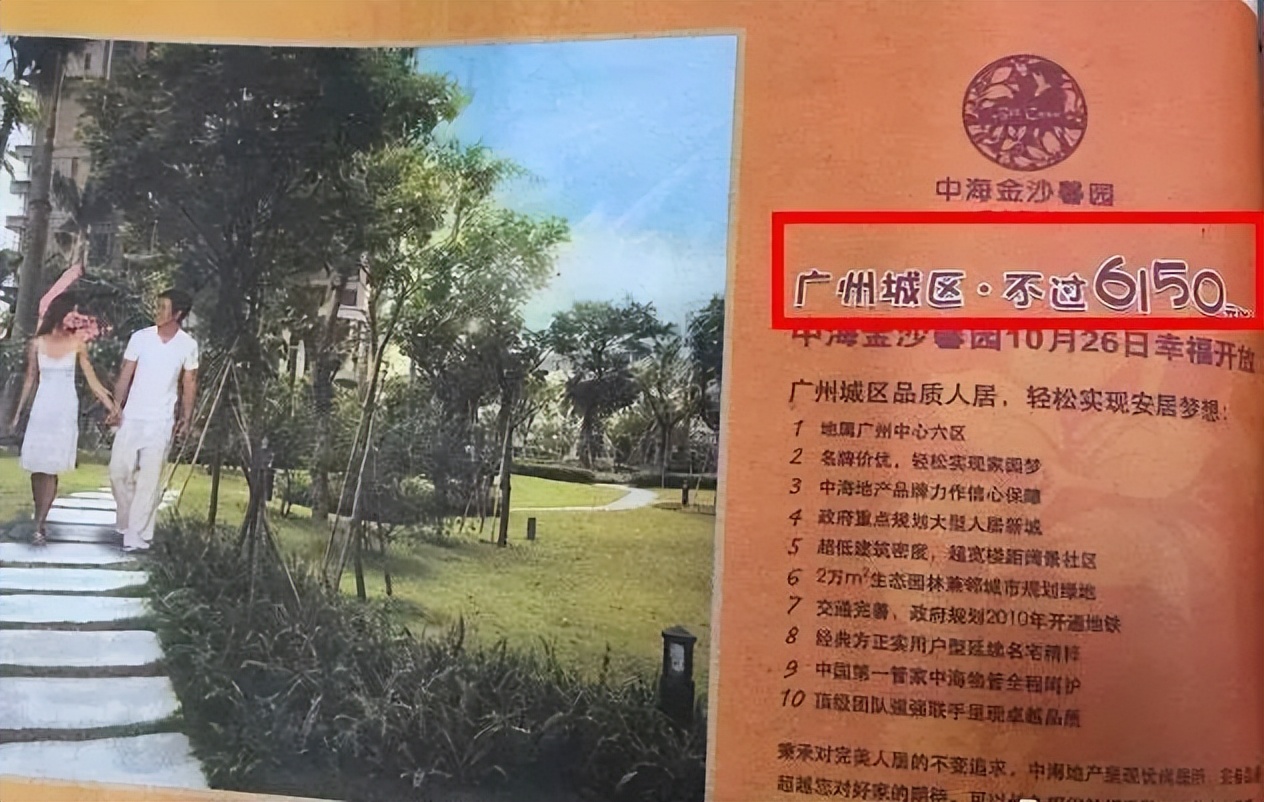 中海金沙馨园
广州城区·不过6150元/m²
中海金沙馨园10月26日幸福开放
广州城区品质人居，轻松实现安居梦想：
1 地属广州中心六区
2 名牌价优，轻松实现家园梦
3 中海地产品牌力作信心保障
4 政府重点规划大型人居新城
5 超低建筑密度，超宽楼距阔景社区
6 2万m²生态园林兼邻城市规划绿地
7 交通完善，政府规划2010年开通地铁
8 经典方正实用户型延续名宅精粹
9 中国第一管家中海物管全程呵护
10 顶级团队强强联手呈现卓越品质
秉承对完美人居的不变追求，中海地产呈现优质居所，
超越您对好家的期待。可以